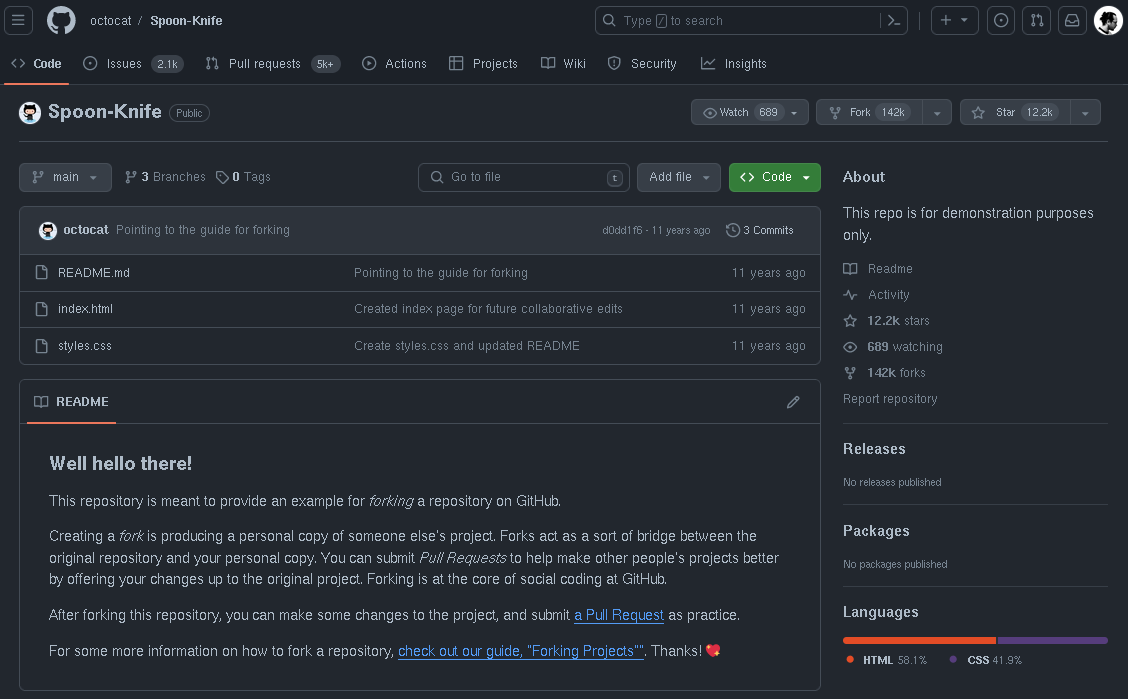 octocat / Spoon-Knife
Type / to search
Code
Issues 2.1k
Pull requests 5k+
Actions
Projects
Wiki
Security
Insights
Spoon-Knife Public
Watch 689
Fork 142k
Star 12.2k
main
3 Branches
0 Tags
Go to file t
Add file
Code
octocat Pointing to the guide for forking d0dd1f6 · 11 years ago 3 Commits
README.md Pointing to the guide for forking 11 years ago
index.html Created index page for future collaborative edits 11 years ago
styles.css Create styles.css and updated README 11 years ago
README
Well hello there!
This repository is meant to provide an example for forking a repository on GitHub.
Creating a fork is producing a personal copy of someone else's project. Forks act as a sort of bridge between the
original repository and your personal copy. You can submit Pull Requests to help make other people's projects better
by offering your changes up to the original project. Forking is at the core of social coding at GitHub.
After forking this repository, you can make some changes to the project, and submit a Pull Request as practice.
For some more information on how to fork a repository, check out our guide, "Forking Projects"". Thanks! 💖
About
This repo is for demonstration purposes
only.
Readme
Activity
12.2k stars
689 watching
142k forks
Report repository
Releases
No releases published
Packages
No packages published
Languages
HTML 58.1%
CSS 41.9%